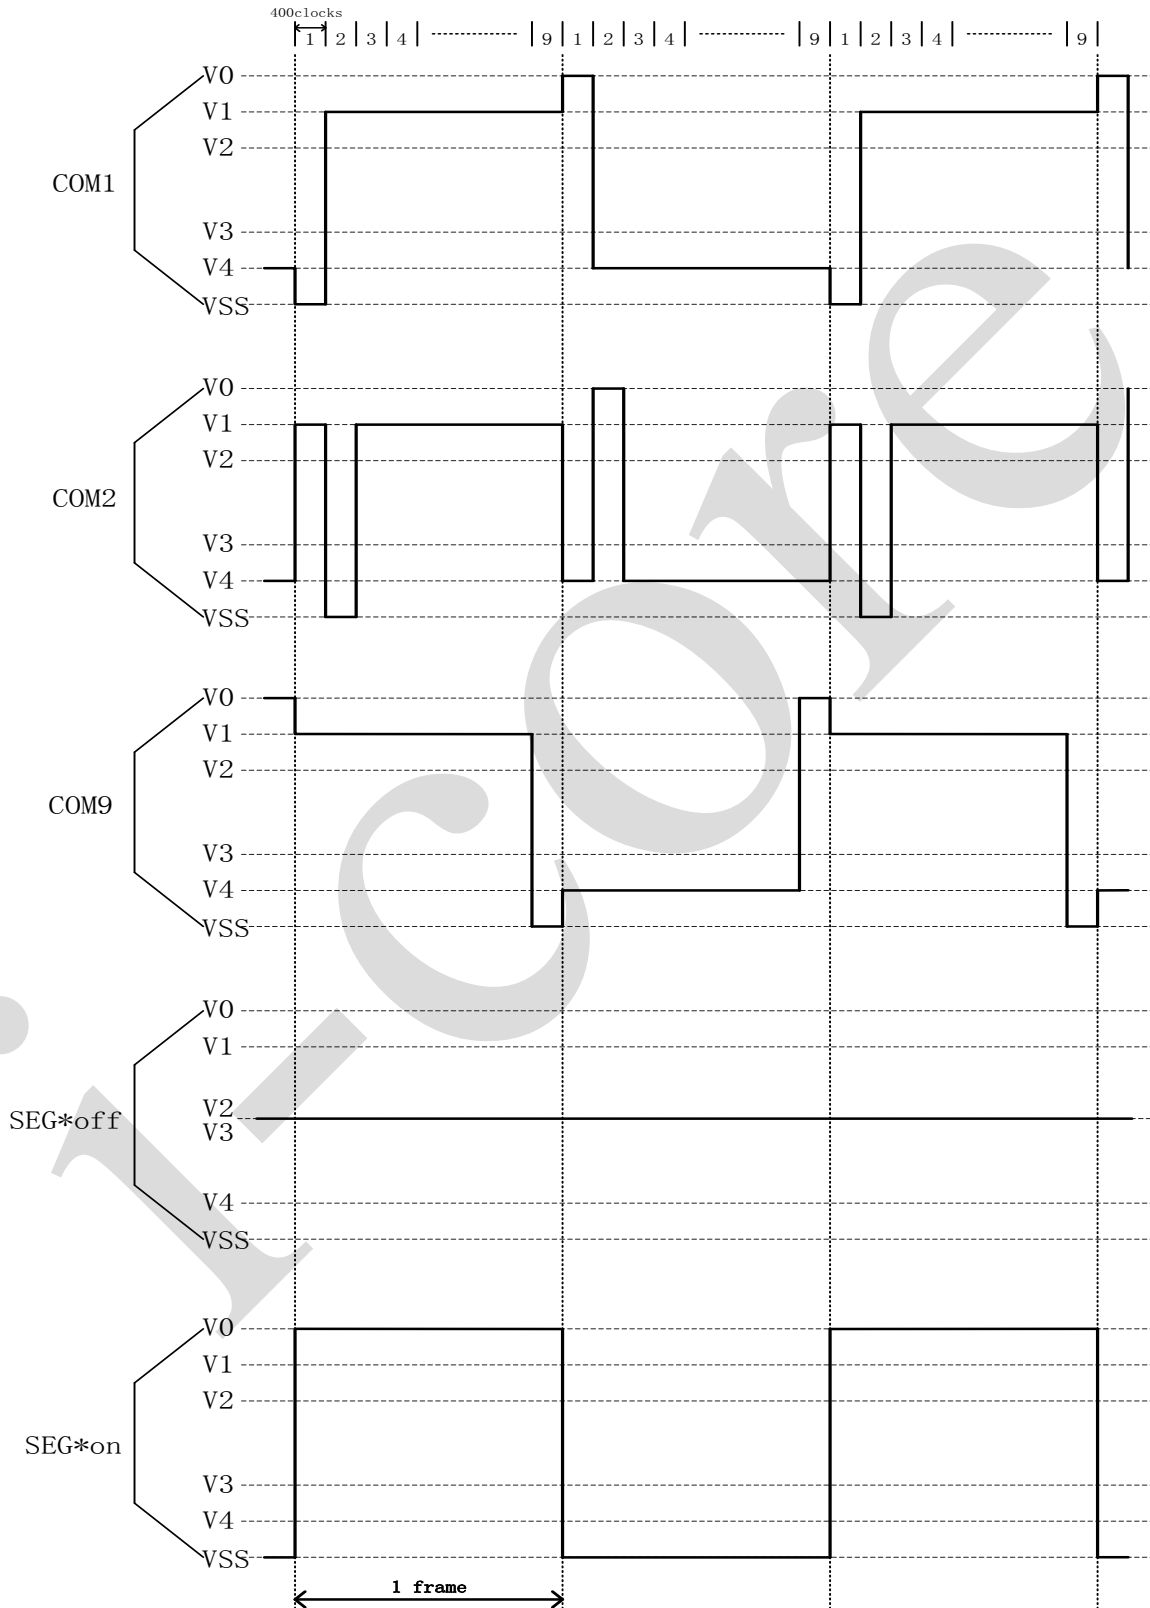 400clocks
1 2 3 4 9 1 2 3 4 9 1 2 3 4 9
V0
V1
V2
COM1
V3
V4
VSS
V0
V1
V2
COM2
V3
V4
VSS
V0
V1
V2
COM9
V3
V4
VSS
V0
V1
V2
SEG*off
V3
V4
VSS
V0
V1
V2
SEG*on
V3
V4
VSS
1 frame
i-core